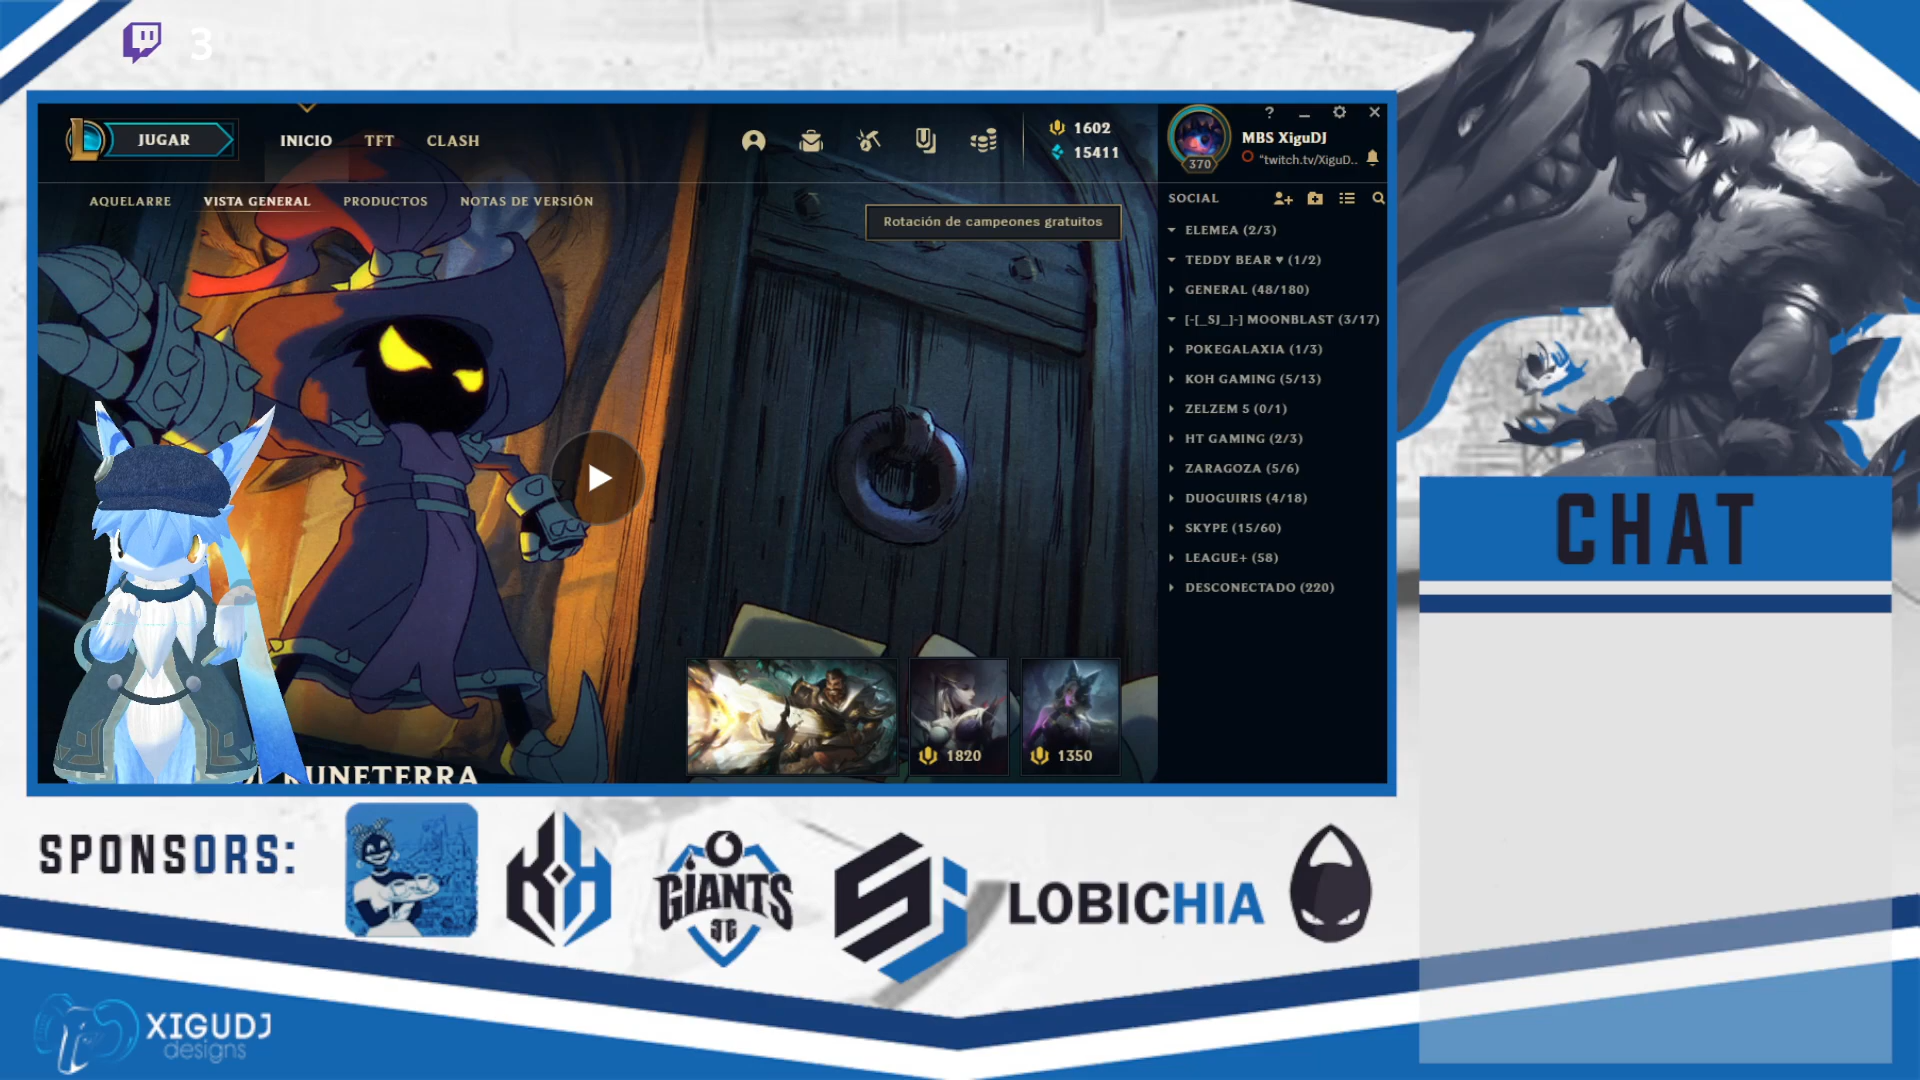 3
JUGAR
INICIO
TFT
CLASH
1602
15411
370
?
MBS XiguDJ
"twitch.tv/XiguD..
AQUELARRE
VISTA GENERAL
PRODUCTOS
NOTAS DE VERSIÓN
Rotación de campeones gratuitos
SOCIAL
ELEMEA (2/3)
TEDDY BEAR ♥ (1/2)
GENERAL (48/180)
[-[_SJ_]-] MOONBLAST (3/17)
POKEGALAXIA (1/3)
KOH GAMING (5/13)
ZELZEM 5 (0/1)
HT GAMING (2/3)
ZARAGOZA (5/6)
DUOGUIRIS (4/18)
SKYPE (15/60)
LEAGUE+ (58)
DESCONECTADO (220)
1820
1350
RUNETERRA
CHAT
SPONSORS:
GIANTS
LOBICHIA
XIGUDJ
designs